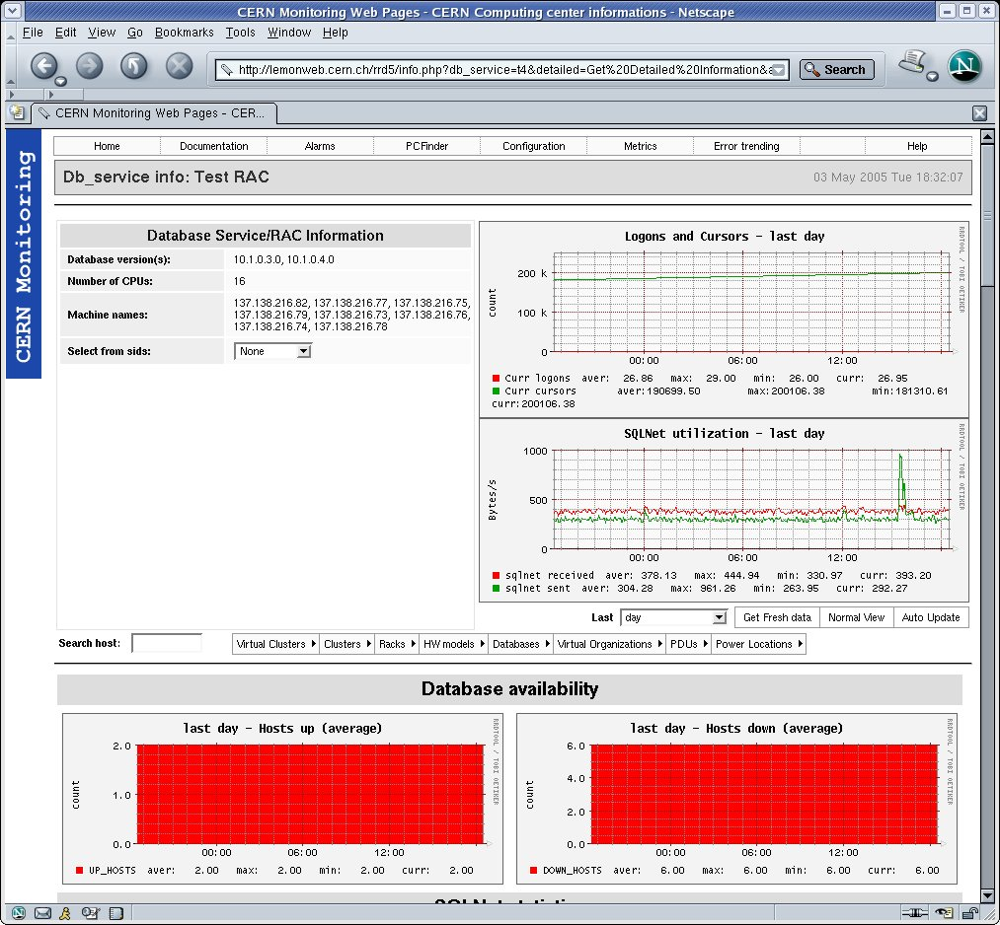 CERN Monitoring Web Pages - CERN Computing center informations - Netscape
File Edit View Go Bookmarks Tools Window Help
http://lemonweb.cern.ch/rrd5/info.php?db_service=t4&detailed=Get%20Detailed%20Information&a
Search
N
CERN Monitoring Web Pages - CER...
CERN Monitoring
Home Documentation Alarms PCFinder Configuration Metrics Error trending Help
Db_service info: Test RAC 03 May 2005 Tue 18:32:07
Database Service/RAC Information
Database version(s): 10.1.0.3.0, 10.1.0.4.0
Number of CPUs: 16
Machine names: 137.138.216.82, 137.138.216.77, 137.138.216.75,
137.138.216.79, 137.138.216.73, 137.138.216.76,
137.138.216.74, 137.138.216.78
Select from sids: None
Logons and Cursors - last day
RRDTOOL / TOBI OETIKER
count
200 k
100 k
0
00:00 06:00 12:00
Curr logons aver: 26.86 max: 29.00 min: 26.00 curr: 26.95
Curr cursors aver:190699.50 max:200106.38 min:181310.61
curr:200106.38
SQLNet utilization - last day
RRDTOOL / TOBI OETIKER
Bytes/s
1000
500
0
00:00 06:00 12:00
sqlnet received aver: 378.13 max: 444.94 min: 330.97 curr: 393.20
sqlnet sent aver: 304.28 max: 961.26 min: 263.95 curr: 292.27
Last day Get Fresh data Normal View Auto Update
Search host: Virtual Clusters Clusters Racks HW models Databases Virtual Organizations PDUs Power Locations
Database availability
last day - Hosts up (average)
RRDTOOL / TOBI OETIKER
count
2.0
1.0
0.0
00:00 06:00 12:00
UP_HOSTS aver: 2.00 max: 2.00 min: 2.00 curr: 2.00
last day - Hosts down (average)
RRDTOOL / TOBI OETIKER
count
6.0
4.0
2.0
0.0
00:00 06:00 12:00
DOWN_HOSTS aver: 6.00 max: 6.00 min: 6.00 curr: 6.00